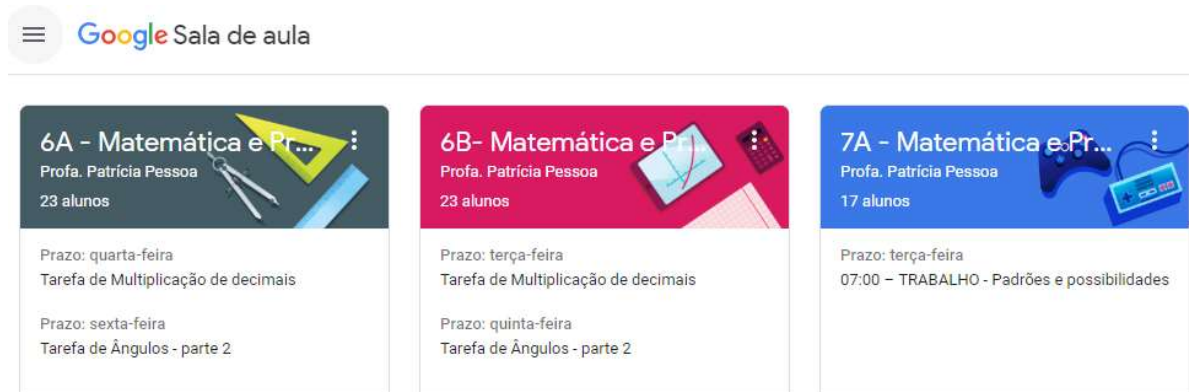 Google Sala de aula
6A - Matemática e Pr...
Profa. Patrícia Pessoa
23 alunos
Prazo: quarta-feira
Tarefa de Multiplicação de decimais
Prazo: sexta-feira
Tarefa de Ângulos - parte 2
6B- Matemática e Pr...
Profa. Patrícia Pessoa
23 alunos
Prazo: terça-feira
Tarefa de Multiplicação de decimais
Prazo: quinta-feira
Tarefa de Ângulos - parte 2
7A - Matemática e Pr...
Profa. Patrícia Pessoa
17 alunos
Prazo: terça-feira
07:00 – TRABALHO - Padrões e possibilidades